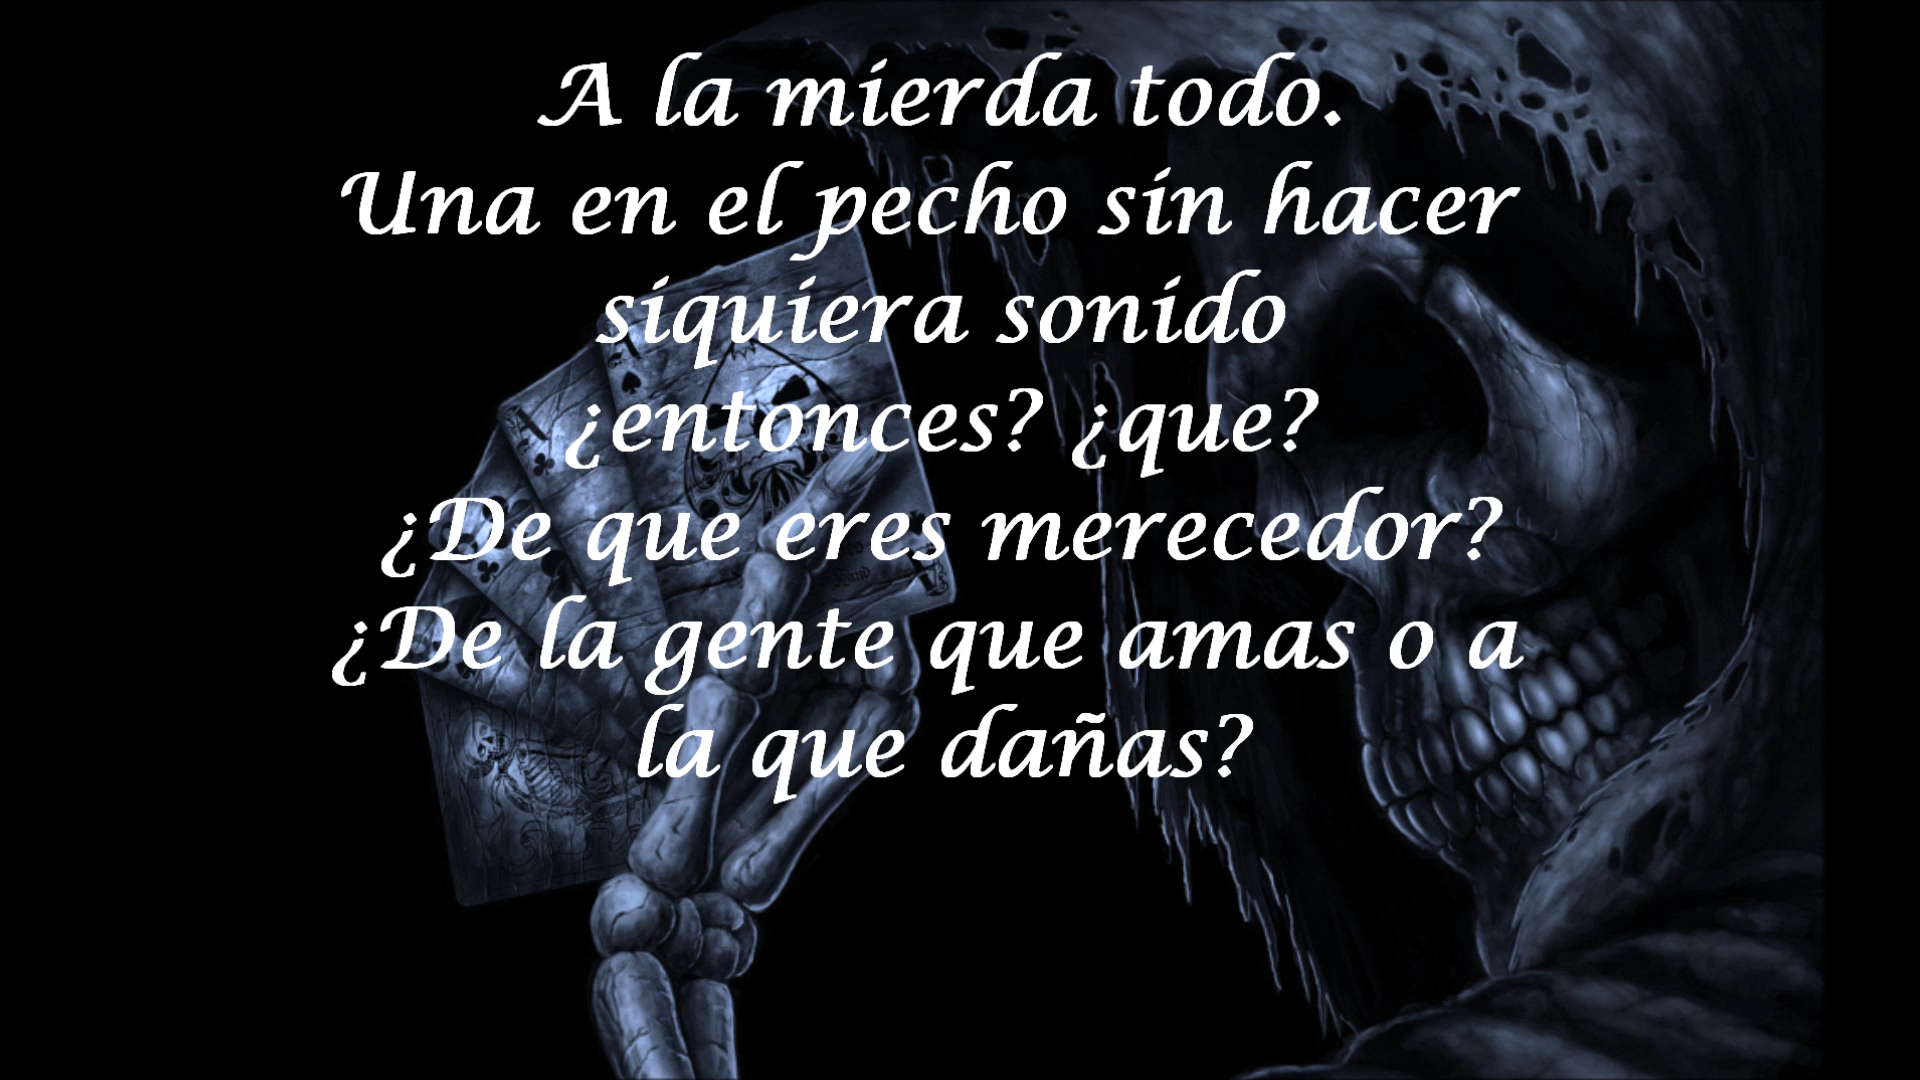 A la mierda todo.
Una en el pecho sin hacer
siquiera sonido
¿entonces? ¿que?
¿De que eres merecedor?
¿De la gente que amas o a
la que dañas?